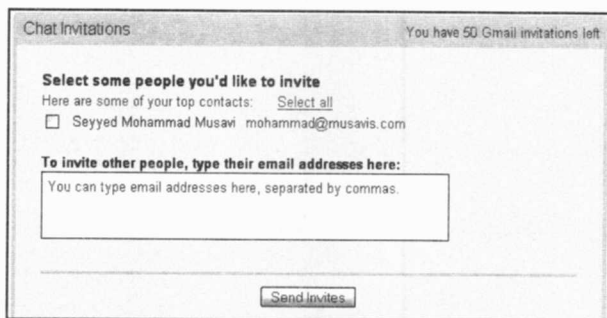 Chat Invitations
You have 50 Gmail invitations left
Select some people you'd like to invite
Here are some of your top contacts: Select all
Seyyed Mohammad Musavi mohammad@musavis.com
To invite other people, type their email addresses here:
You can type email addresses here, separated by commas.
Send Invites